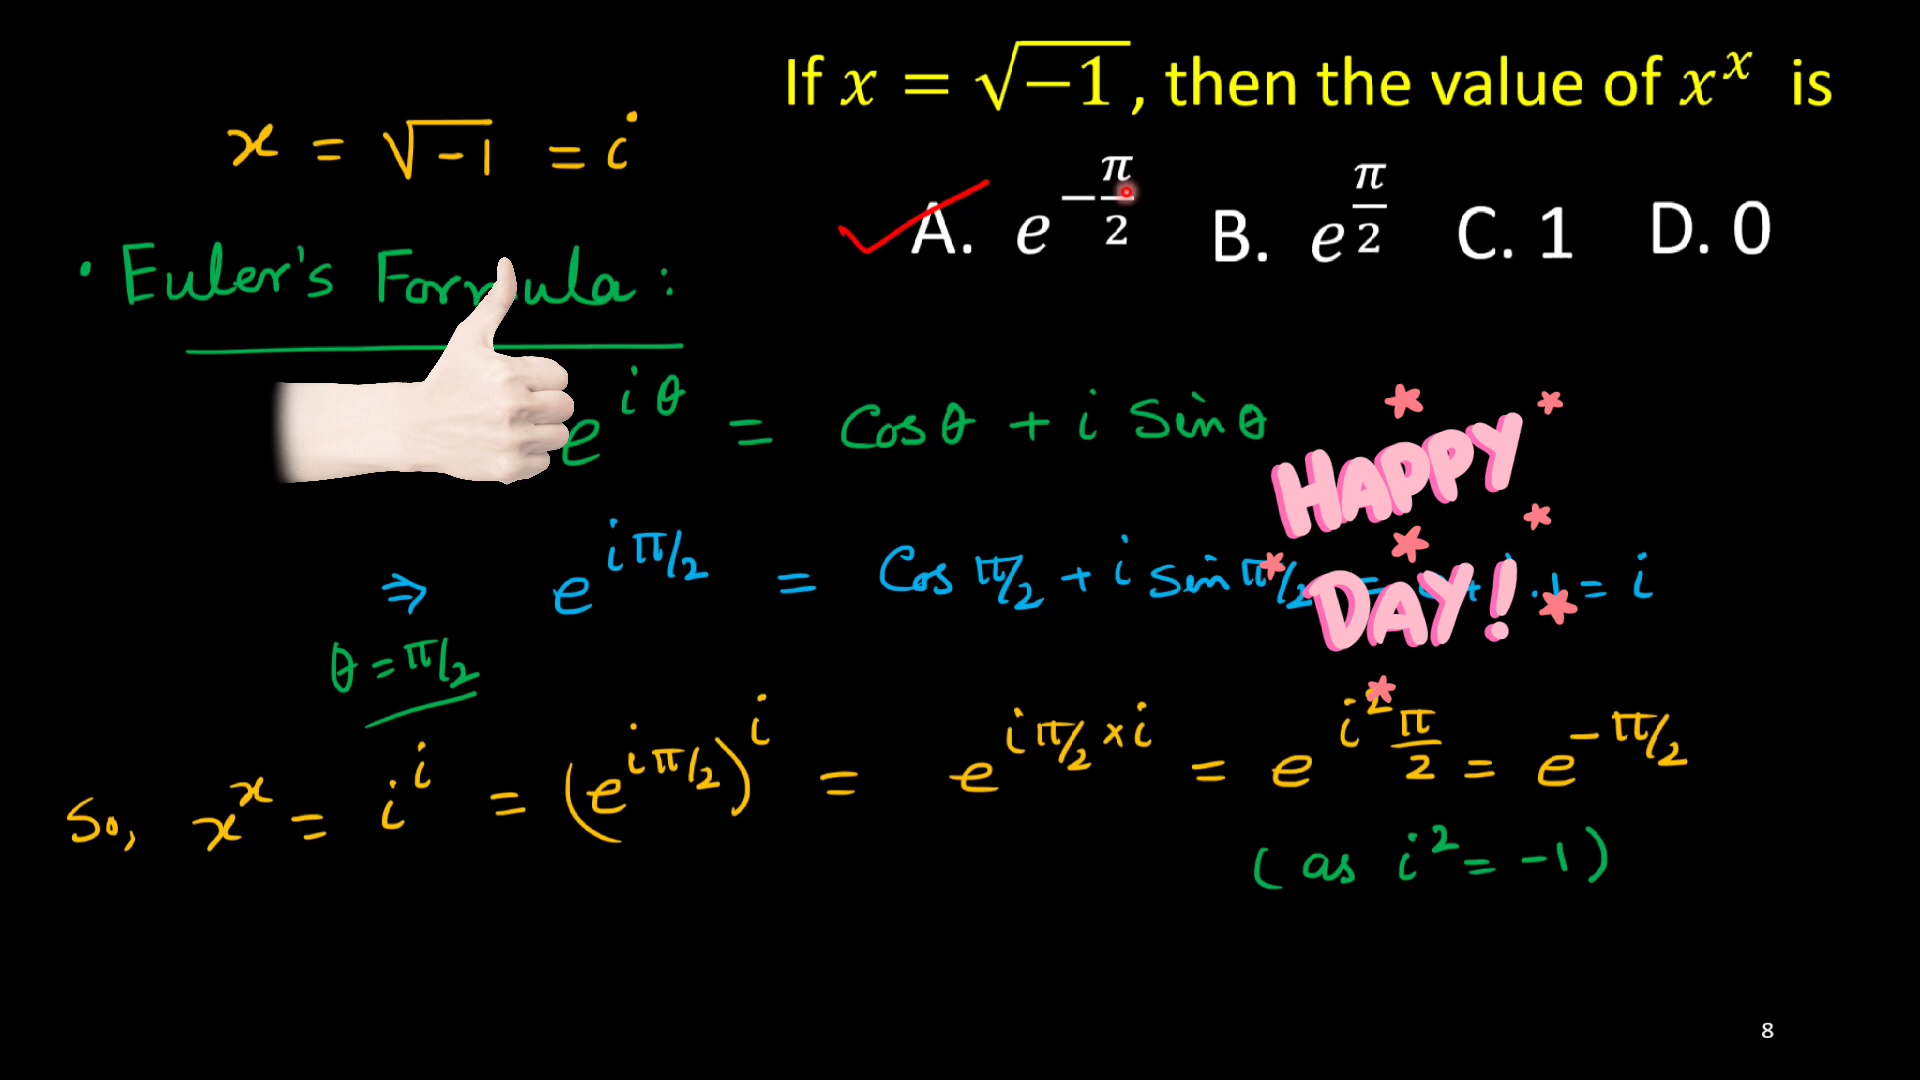 If x = √−1, then the value of x^x is
x = √-1 = i
A. e^(−π/2) B. e^(π/2) C. 1 D. 0
• Euler's Formula :
e^(iθ) = Cosθ + i Sinθ
HAPPY
DAY!
⇒ e^(iπ/2) = Cos π/2 + i Sin π/2 = i
θ = π/2
So, x^x = i^i = (e^(iπ/2))^i = e^(iπ/2 × i) = e^(i² π/2) = e^(-π/2)
( as i² = -1 )
8